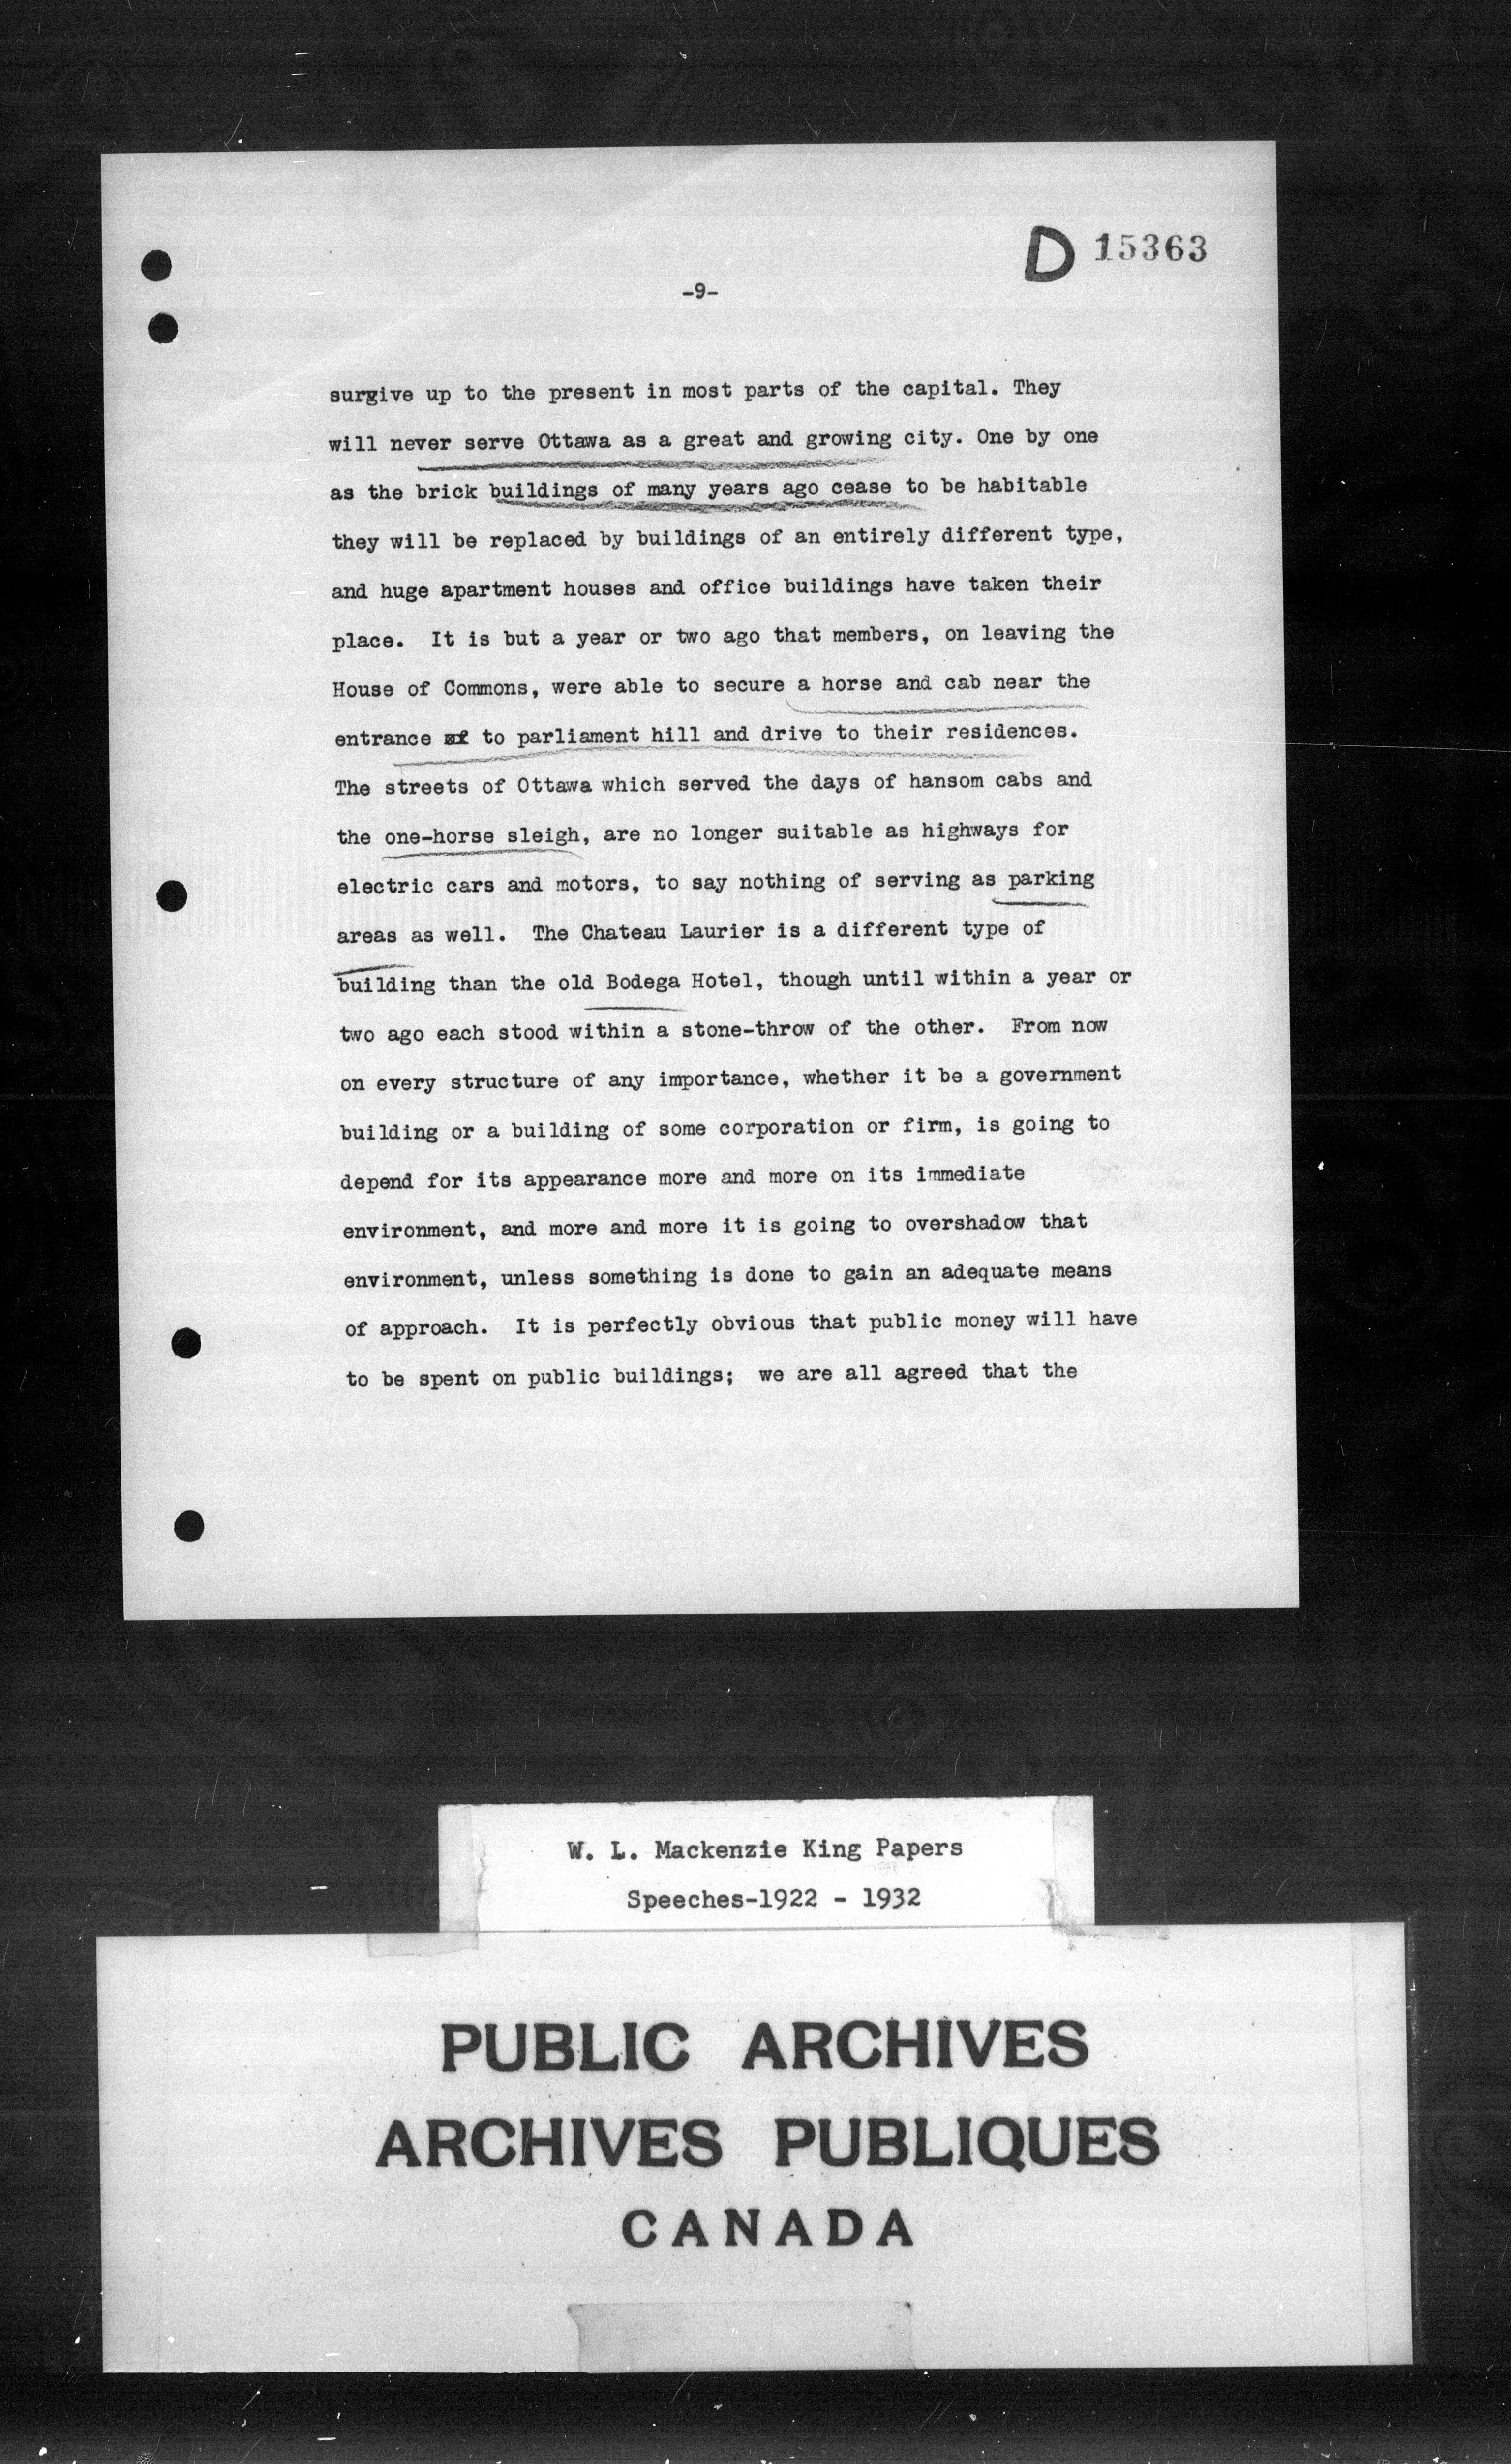 D 15363
-9-
surgive up to the present in most parts of the capital. They
will never serve Ottawa as a great and growing city. One by one
as the brick buildings of many years ago cease to be habitable
they will be replaced by buildings of an entirely different type,
and huge apartment houses and office buildings have taken their
place. It is but a year or two ago that members, on leaving the
House of Commons, were able to secure a horse and cab near the
entrance to parliament hill and drive to their residences.
The streets of Ottawa which served the days of hansom cabs and
the one-horse sleigh, are no longer suitable as highways for
electric cars and motors, to say nothing of serving as parking
areas as well. The Chateau Laurier is a different type of
building than the old Bodega Hotel, though until within a year or
two ago each stood within a stone-throw of the other. From now
on every structure of any importance, whether it be a government
building or a building of some corporation or firm, is going to
depend for its appearance more and more on its immediate
environment, and more and more it is going to overshadow that
environment, unless something is done to gain an adequate means
of approach. It is perfectly obvious that public money will have
to be spent on public buildings; we are all agreed that the
W. L. Mackenzie King Papers
Speeches-1922 - 1932
PUBLIC ARCHIVES
ARCHIVES PUBLIQUES
CANADA